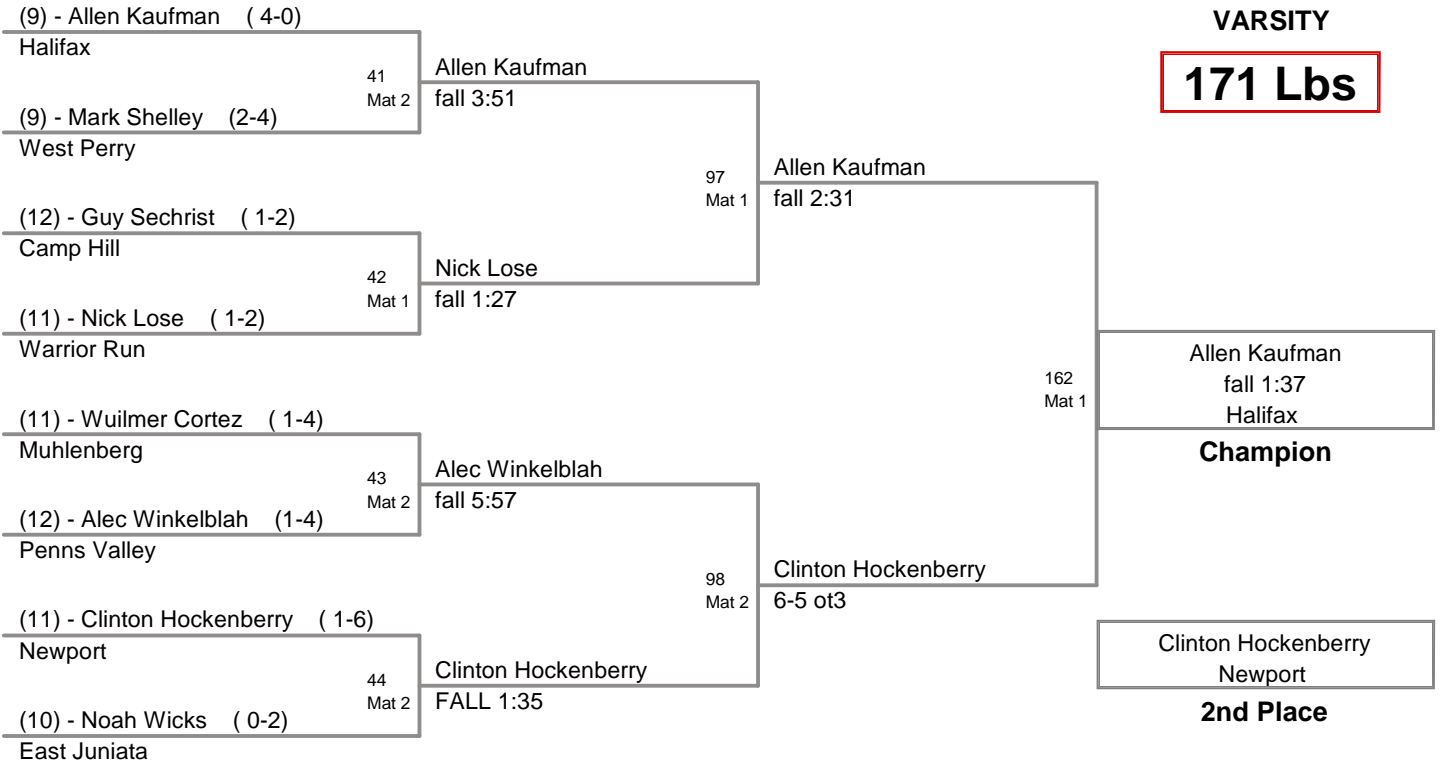 (9) - Allen Kaufman ( 4-0)
Halifax
41
Mat 2
Allen Kaufman
fall 3:51
(9) - Mark Shelley (2-4)
West Perry
97
Mat 1
Allen Kaufman
fall 2:31
(12) - Guy Sechrist ( 1-2)
Camp Hill
42
Mat 1
Nick Lose
fall 1:27
(11) - Nick Lose ( 1-2)
Warrior Run
162
Mat 1
(11) - Wuilmer Cortez ( 1-4)
Muhlenberg
43
Mat 2
Alec Winkelblah
fall 5:57
(12) - Alec Winkelblah (1-4)
Penns Valley
98
Mat 2
Clinton Hockenberry
6-5 ot3
(11) - Clinton Hockenberry ( 1-6)
Newport
44
Mat 2
Clinton Hockenberry
FALL 1:35
(10) - Noah Wicks ( 0-2)
East Juniata
VARSITY
171 Lbs
Allen Kaufman
fall 1:37
Halifax
Champion
Clinton Hockenberry
Newport
2nd Place